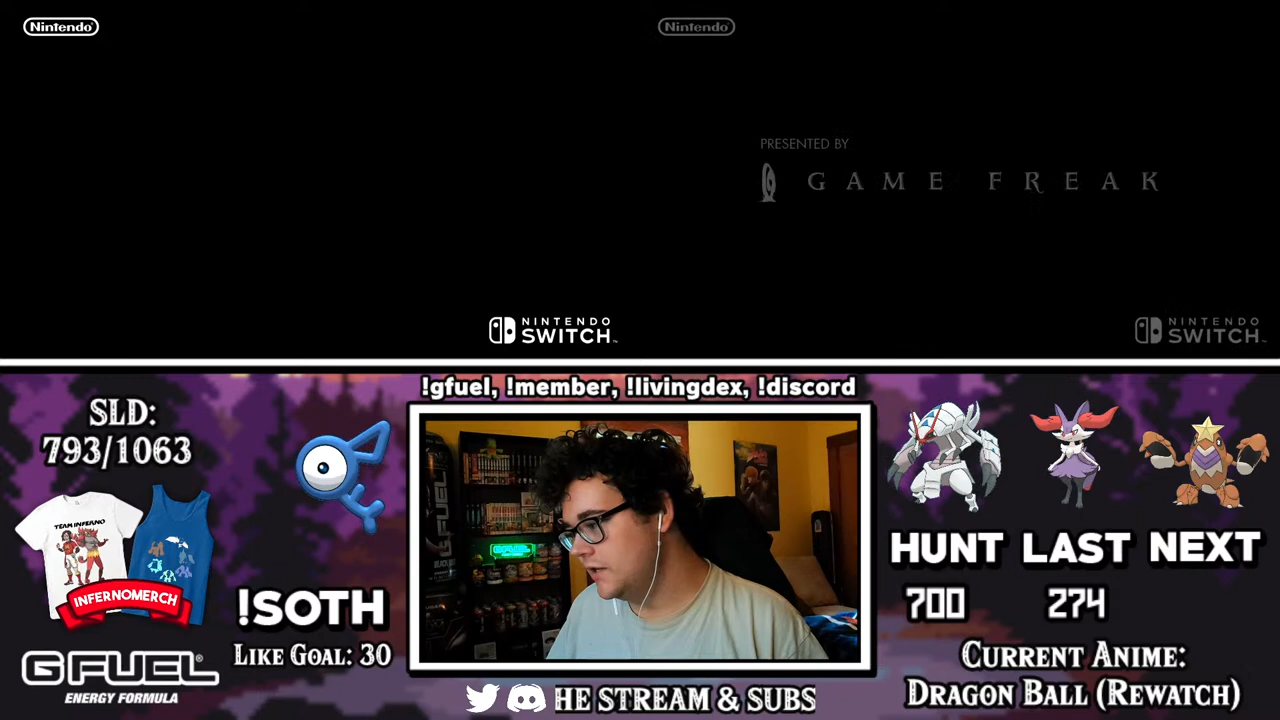 Nintendo
Nintendo
PRESENTED BY
GAME FREAK
NINTENDO
SWITCH
NINTENDO
SWITCH
!gfuel, !member, !livingdex, !discord
SLD:
793/1063
TEAM INFERNO
INFERNOMERCH
!SOTH
LIKE GOAL: 30
G FUEL
ENERGY FORMULA
HE STREAM & SUBS
HUNT LAST NEXT
700 274
CURRENT ANIME:
DRAGON BALL (REWATCH)